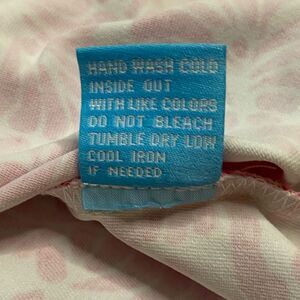 HAND WASH COLD
INSIDE OUT
WITH LIKE COLORS
DO NOT BLEACH
TUMBLE DRY LOW
COOL IRON
IF NEEDED